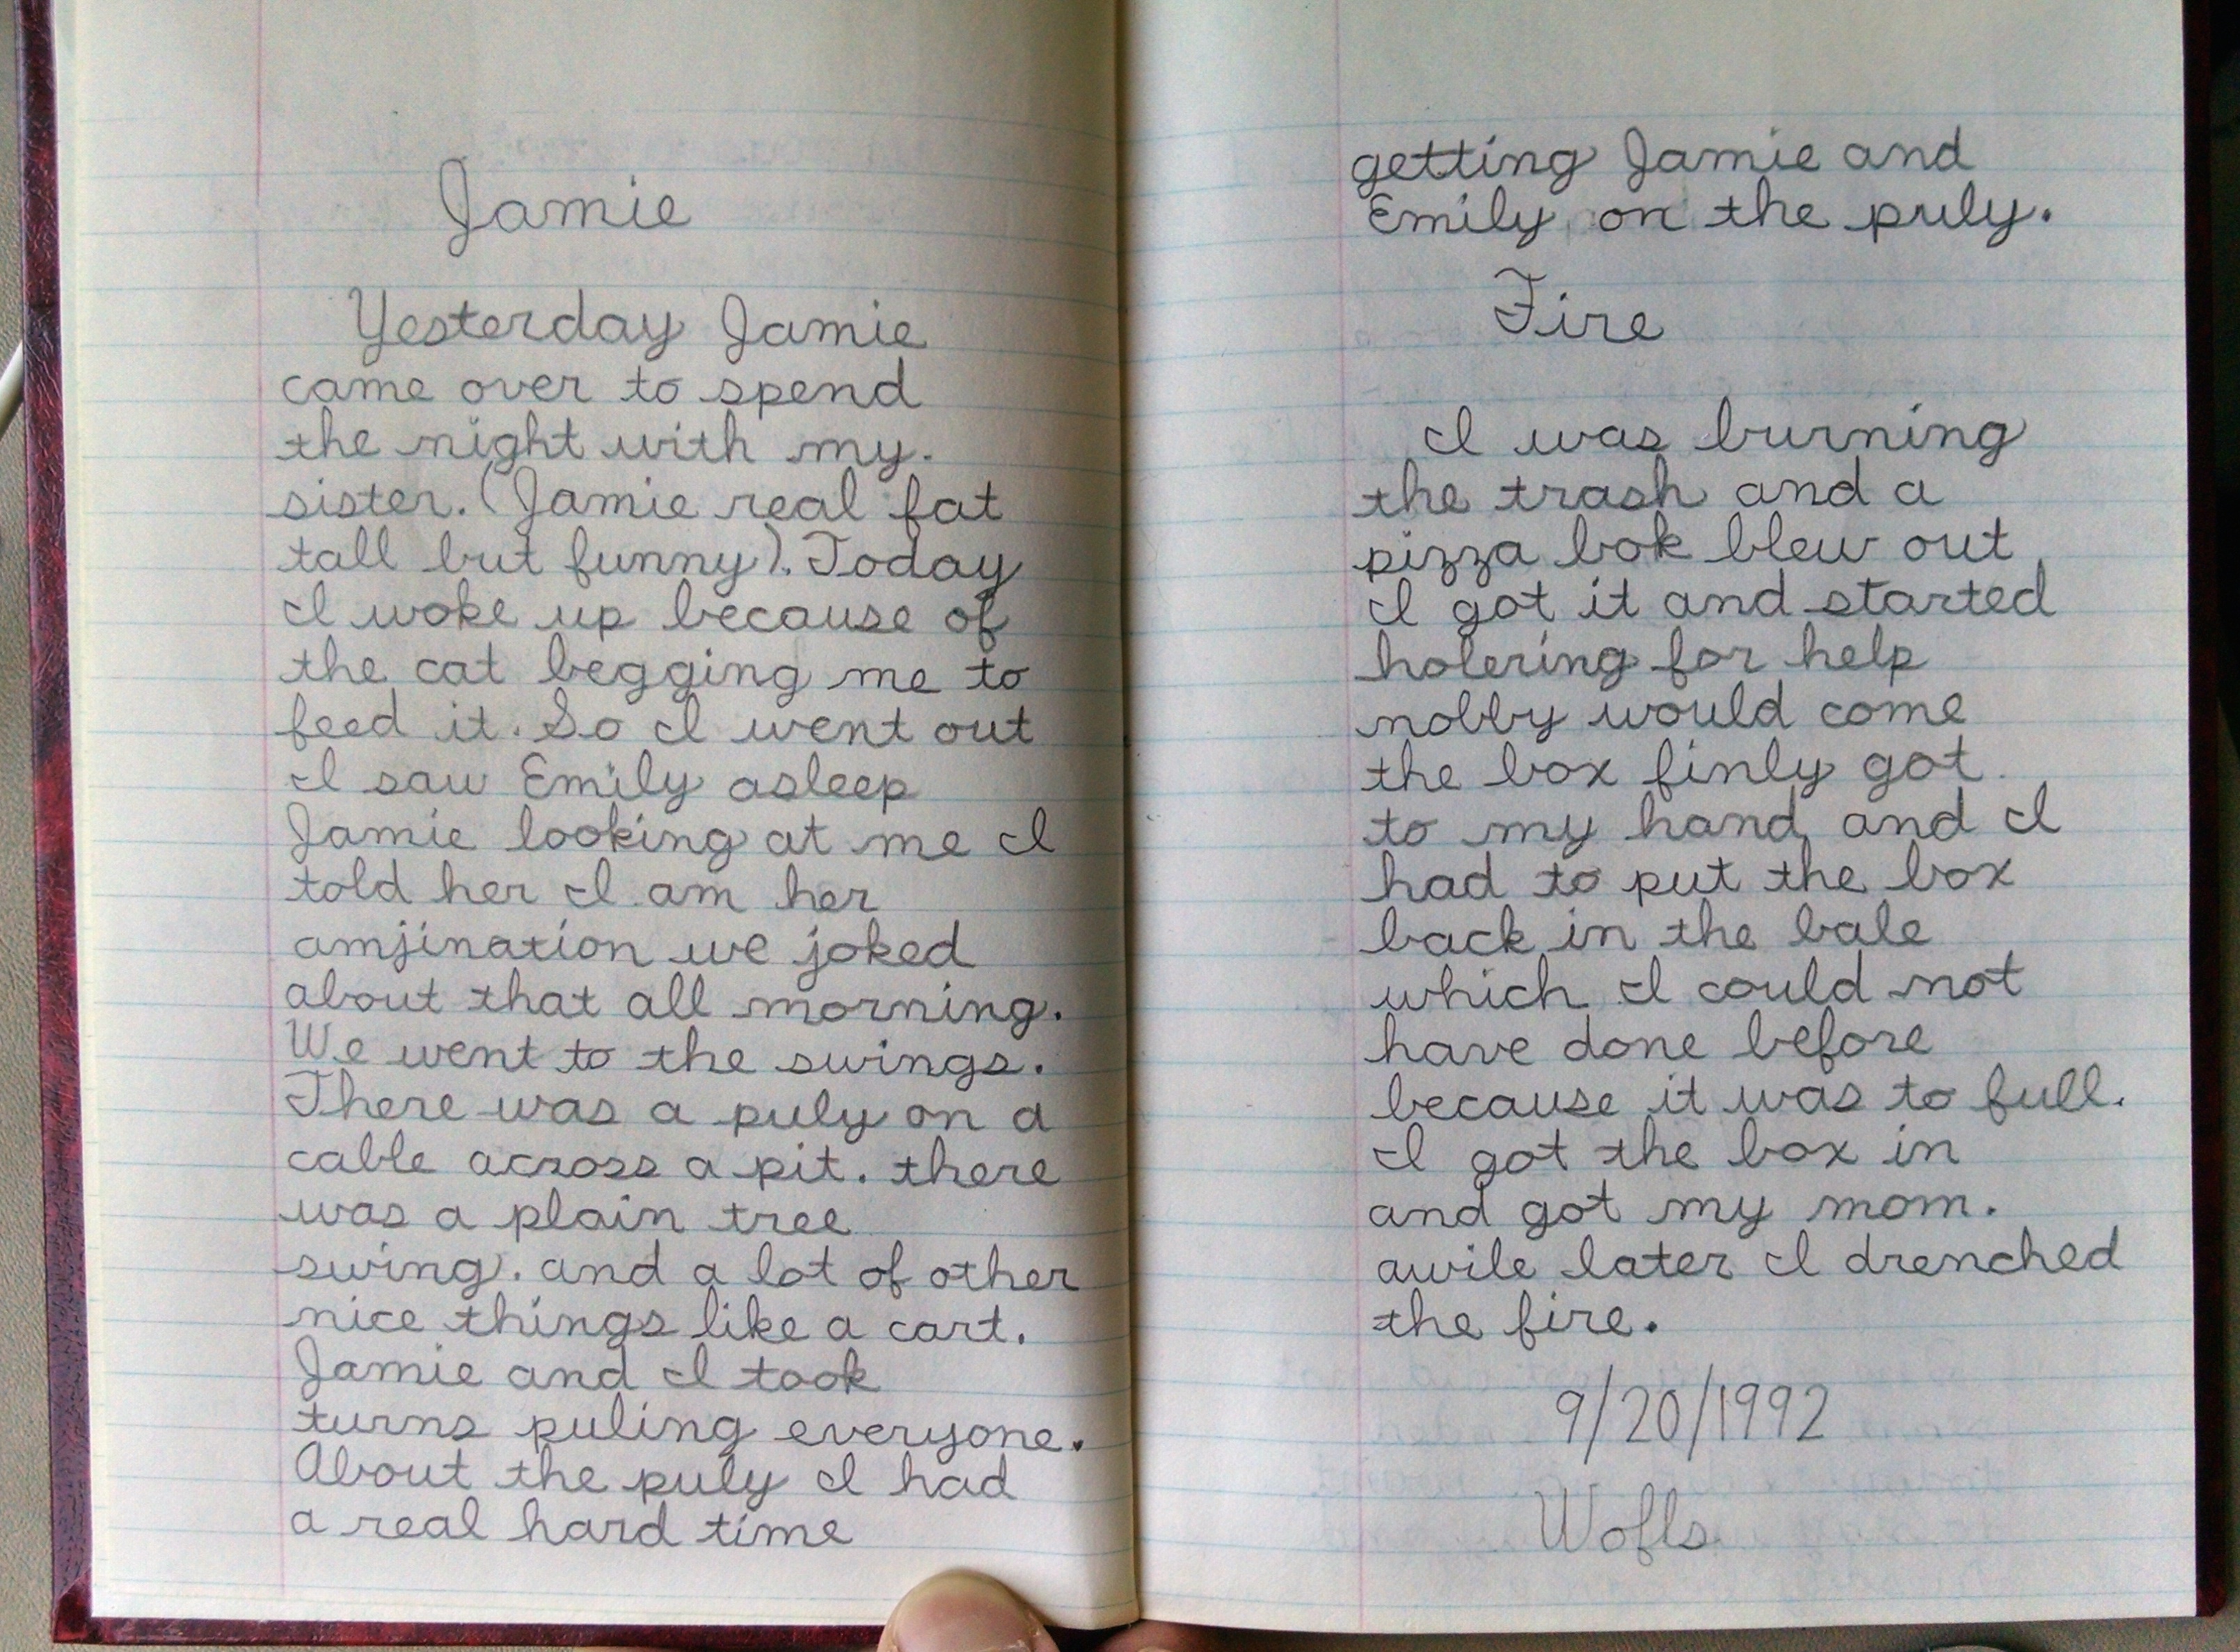 Jamie
Yesterday Jamie
came over to spend
the night with my.
sister. (Jamie real fat
tall but funny). Today
I woke up because of
the cat begging me to
feed it. So I went out
I saw Emily asleep
Jamie looking at me I
told her I am her
amjination we joked
about that all morning.
We went to the swings.
There was a puly on a
cable across a pit. there
was a plain tree
swing. and a lot of other
nice things like a cart.
Jamie and I took
turns puling everyone.
About the puly I had
a real hard time
getting Jamie and
Emily on the puly.
Fire
I was burning
the trash and a
pizza bok blew out
I got it and started
holering for help
nobby would come
the box finly got
to my hand and I
had to put the box
back in the bale
which I could not
have done before
because it was to full.
I got the box in
and got my mom.
awile later I drenched
the fire.
9/20/1992
Wofls